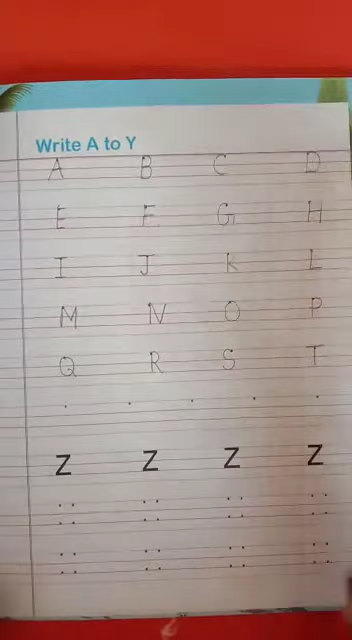 Write A to Y
A B C D
E F G H
I J K L
M N O P
Q R S T
Z Z Z Z